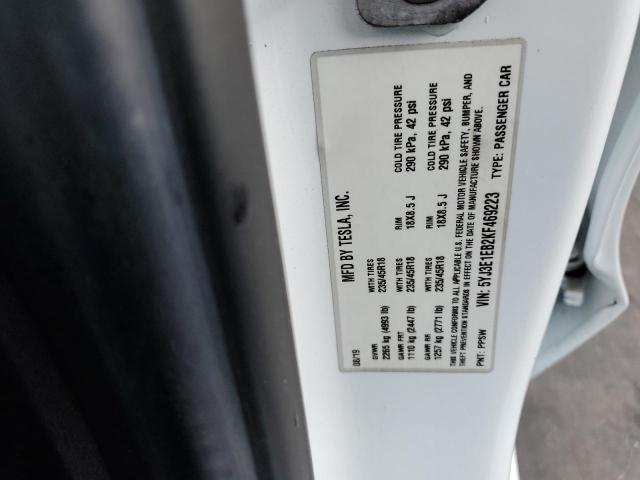 MFD BY TESLA, INC.
08/19
GVWR WITH TIRES RIM COLD TIRE PRESSURE
2265 kg (4993 lb) 235/45R18 18X8.5 J 290 kPa, 42 psi
GAWR FRT WITH TIRES RIM COLD TIRE PRESSURE
1110 kg (2447 lb) 235/45R18 18X8.5 J 290 kPa, 42 psi
GAWR RR
1257 kg (2771 lb) 235/45R18
THIS VEHICLE CONFORMS TO ALL APPLICABLE U.S. FEDERAL MOTOR VEHICLE SAFETY, BUMPER, AND
THEFT PREVENTION STANDARDS IN EFFECT ON THE DATE OF MANUFACTURE SHOWN ABOVE.
PNT: PPSW VIN: 5YJ3E1EB2KF469223 TYPE: PASSENGER CAR